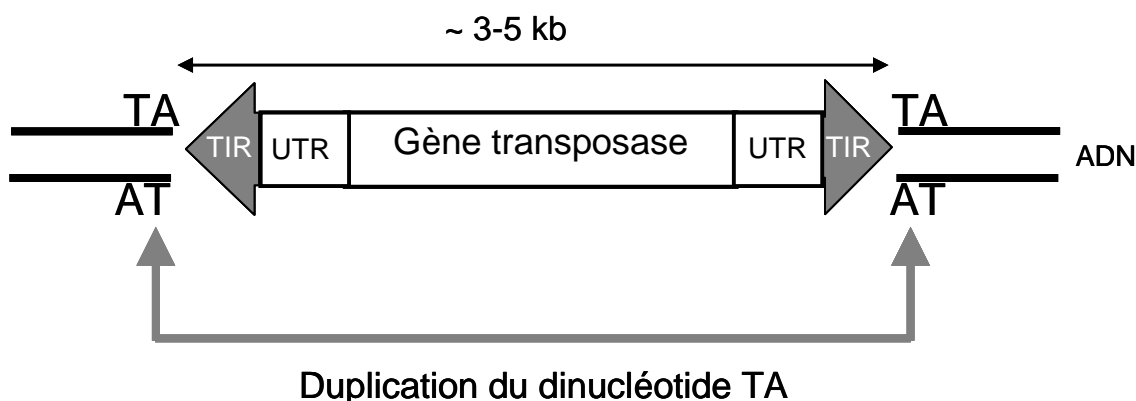 ~ 3-5 kb
TA TA
TIR UTR Gène transposase UTR TIR
ADN
AT AT
Duplication du dinucléotide TA